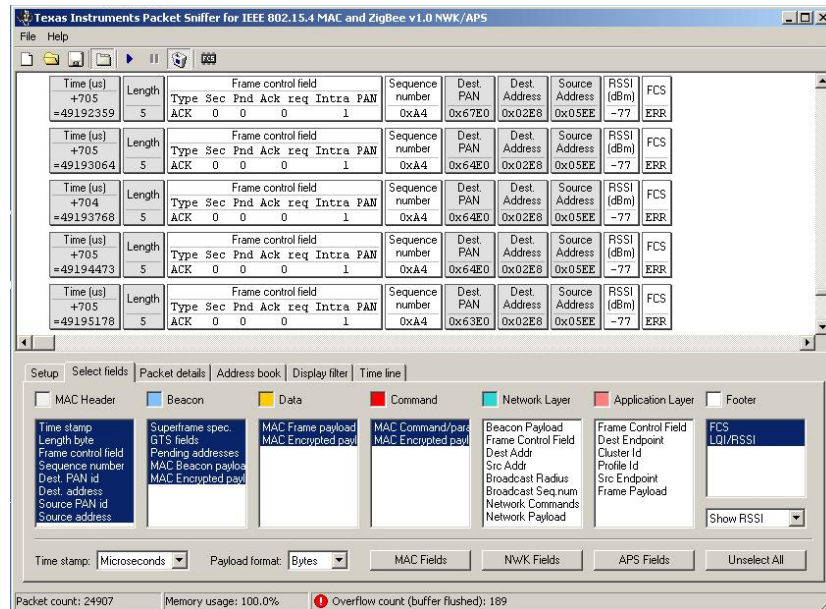 Texas Instruments Packet Sniffer for IEEE 802.15.4 MAC and ZigBee v1.0 NWK/APS
File Help
FCS
Time (us) +705 =49192359 Length 5 Frame control field Type Sec Pnd Ack req Intra PAN ACK 0 0 0 1 Sequence number 0xA4 Dest. PAN 0x67E0 Dest. Address 0x02E8 Source Address 0x05EE RSSI (dBm) -77 FCS ERR
Time (us) +705 =49193064 Length 5 Frame control field Type Sec Pnd Ack req Intra PAN ACK 0 0 0 1 Sequence number 0xA4 Dest. PAN 0x64E0 Dest. Address 0x02E8 Source Address 0x05EE RSSI (dBm) -77 FCS ERR
Time (us) +704 =49193768 Length 5 Frame control field Type Sec Pnd Ack req Intra PAN ACK 0 0 0 1 Sequence number 0xA4 Dest. PAN 0x64E0 Dest. Address 0x02E8 Source Address 0x05EE RSSI (dBm) -77 FCS ERR
Time (us) +705 =49194473 Length 5 Frame control field Type Sec Pnd Ack req Intra PAN ACK 0 0 0 1 Sequence number 0xA4 Dest. PAN 0x64E0 Dest. Address 0x02E8 Source Address 0x05EE RSSI (dBm) -77 FCS ERR
Time (us) +705 =49195178 Length 5 Frame control field Type Sec Pnd Ack req Intra PAN ACK 0 0 0 1 Sequence number 0xA4 Dest. PAN 0x63E0 Dest. Address 0x02E8 Source Address 0x05EE RSSI (dBm) -77 FCS ERR
Setup Select fields Packet details Address book Display filter Time line
MAC Header Beacon Data Command Network Layer Application Layer Footer
Time stamp
Length byte
Frame control field
Sequence number
Dest. PAN id
Dest. address
Source PAN id
Source address
Superframe spec.
GTS fields
Pending addresses
MAC Beacon payloa
MAC Encrypted payl
MAC Frame payload
MAC Encrypted payl
MAC Command/para
MAC Encrypted payl
Beacon Payload
Frame Control Field
Dest Addr
Src Addr
Broadcast Radius
Broadcast Seq.num
Network Commands
Network Payload
Frame Control Field
Dest Endpoint
Cluster Id
Profile Id
Src Endpoint
Frame Payload
FCS
LQI/RSSI
Show RSSI
Time stamp: Microseconds Payload format: Bytes MAC Fields NWK Fields APS Fields Unselect All
Packet count: 24907 Memory usage: 100.0% Overflow count (buffer flushed): 189